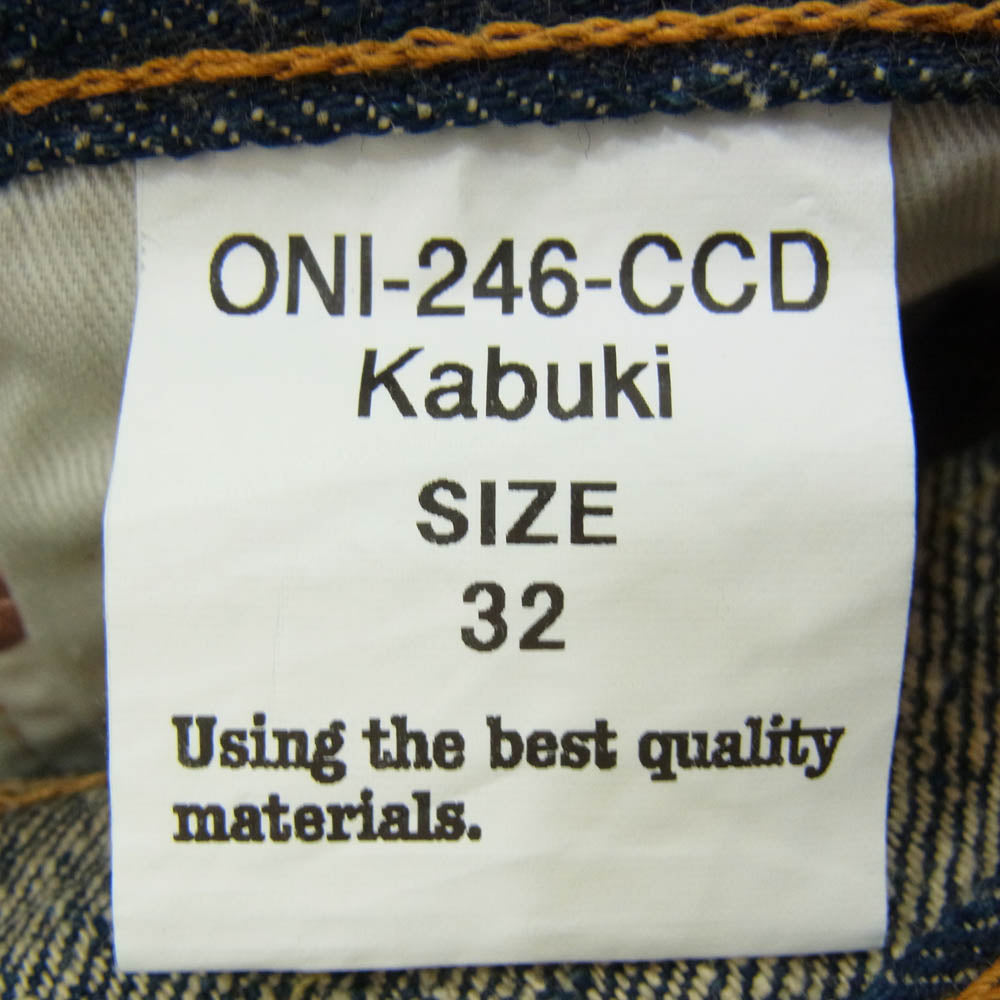 ONI-246-CCD
Kabuki
SIZE
32
Using the best quality
materials.